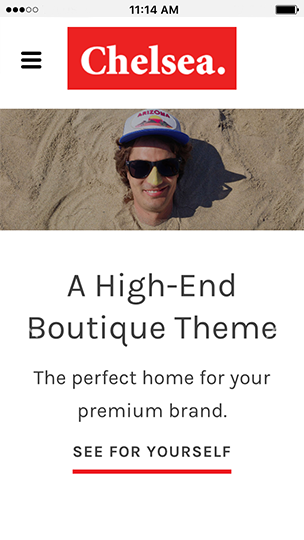 11:14 AM
Chelsea.
ARIZONA
A High-End
Boutique Theme
The perfect home for your
premium brand.
SEE FOR YOURSELF